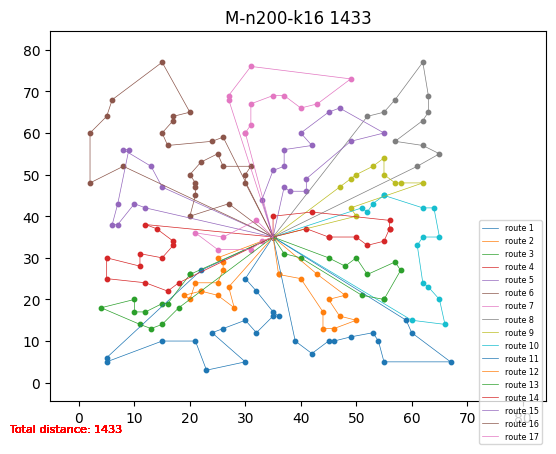 M-n200-k16 1433
80
70
60
50
40
30
20
10
0
0
10
20
30
40
50
60
70
80
route 1
route 2
route 3
route 4
route 5
route 6
route 7
route 8
route 9
route 10
route 11
route 12
route 13
route 14
route 15
route 16
route 17
Total distance: 1433